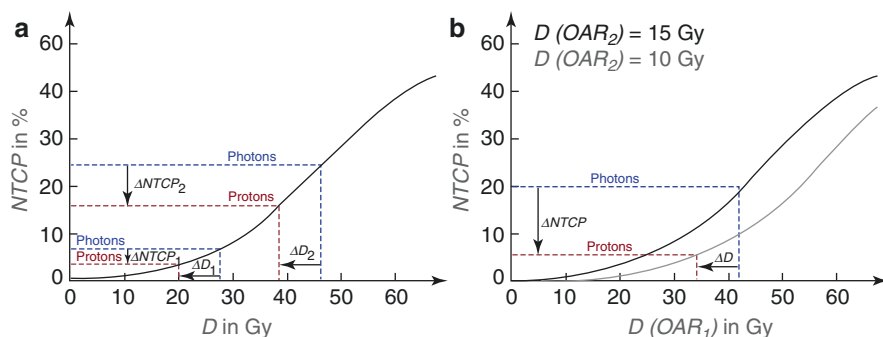 a
NTCP in %
60
50
40
30
20
10
0
Photons
ΔNTCP2
Protons
Photons
ΔNTCP1
Protons
ΔD1
ΔD2
0 10 20 30 40 50 60
D in Gy
b
D (OAR2) = 15 Gy
D (OAR2) = 10 Gy
NTCP in %
60
50
40
30
20
10
0
Photons
ΔNTCP
Protons
ΔD
0 10 20 30 40 50 60
D (OAR1) in Gy